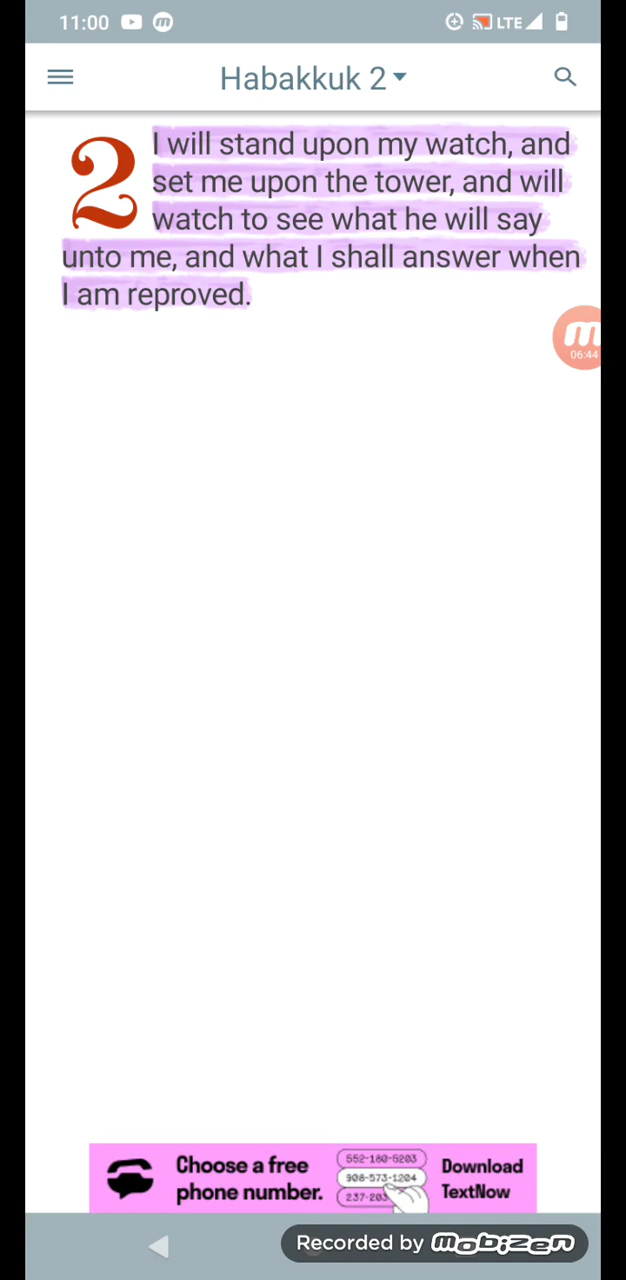 11:00 LTE
Habakkuk 2
2 I will stand upon my watch, and
set me upon the tower, and will
watch to see what he will say
unto me, and what I shall answer when
I am reproved.
m
06:44
Choose a free
phone number.
552-180-5203
908-573-1204
237-203
Download
TextNow
Recorded by mobizen